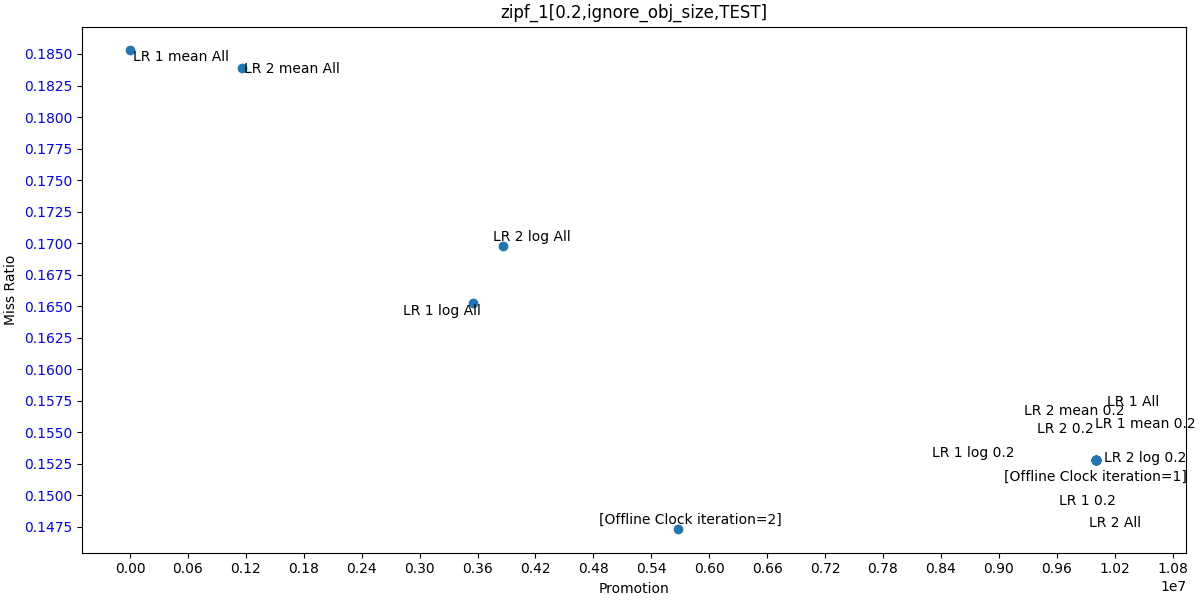 zipf_1[0.2,ignore_obj_size,TEST]
0.1850
0.1825
0.1800
0.1775
0.1750
0.1725
0.1700
0.1675
0.1650
0.1625
0.1600
0.1575
0.1550
0.1525
0.1500
0.1475
Miss Ratio
LR 1 mean All
LR 2 mean All
LR 2 log All
LR 1 log All
LR 1 All
LR 2 mean 0.2
LR 1 mean 0.2
LR 2 0.2
LR 1 log 0.2
LR 2 log 0.2
[Offline Clock iteration=1]
LR 1 0.2
[Offline Clock iteration=2]
LR 2 All
0.00 0.06 0.12 0.18 0.24 0.30 0.36 0.42 0.48 0.54 0.60 0.66 0.72 0.78 0.84 0.90 0.96 1.02 1.08
1e7
Promotion